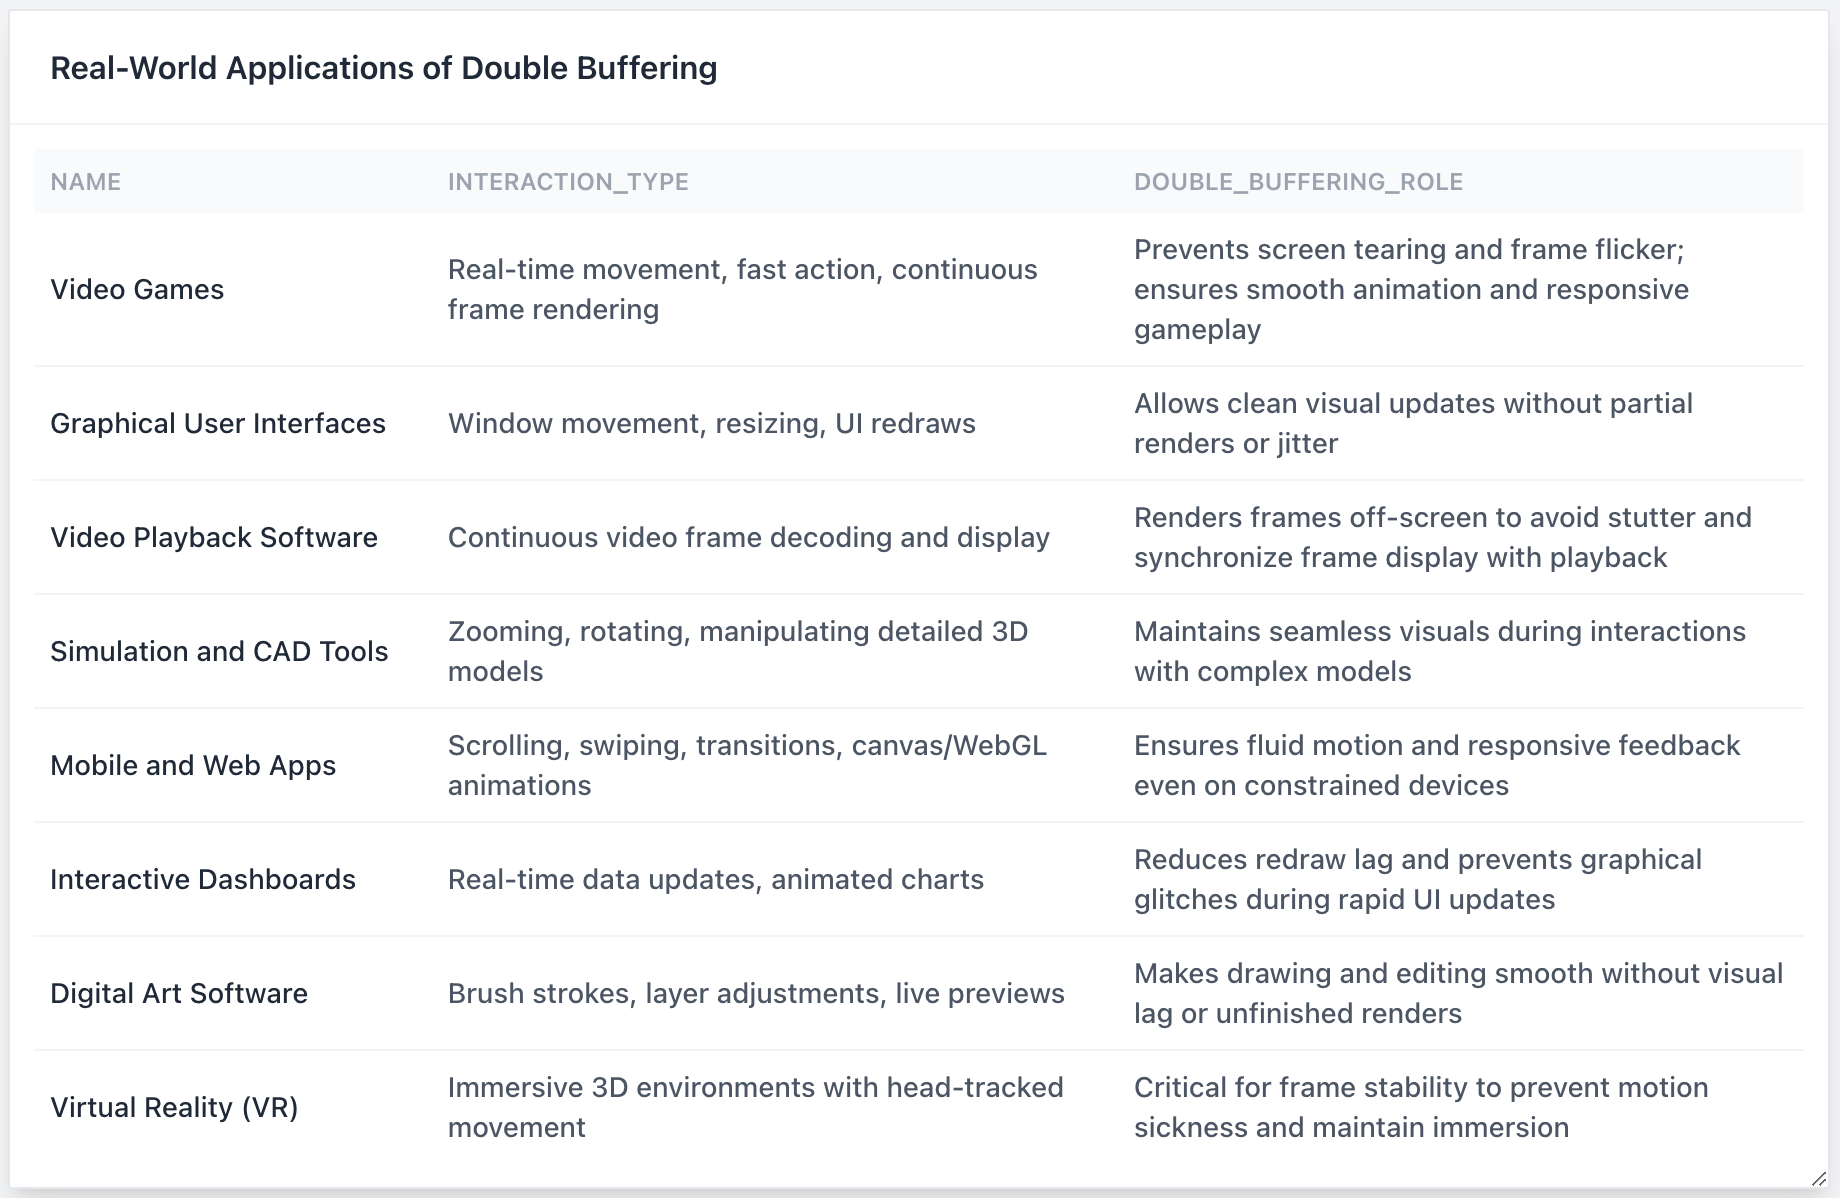 Real-World Applications of Double Buffering
NAME
INTERACTION_TYPE
DOUBLE_BUFFERING_ROLE
Video Games
Real-time movement, fast action, continuous
frame rendering
Prevents screen tearing and frame flicker;
ensures smooth animation and responsive
gameplay
Graphical User Interfaces
Window movement, resizing, UI redraws
Allows clean visual updates without partial
renders or jitter
Video Playback Software
Continuous video frame decoding and display
Renders frames off-screen to avoid stutter and
synchronize frame display with playback
Simulation and CAD Tools
Zooming, rotating, manipulating detailed 3D
models
Maintains seamless visuals during interactions
with complex models
Mobile and Web Apps
Scrolling, swiping, transitions, canvas/WebGL
animations
Ensures fluid motion and responsive feedback
even on constrained devices
Interactive Dashboards
Real-time data updates, animated charts
Reduces redraw lag and prevents graphical
glitches during rapid UI updates
Digital Art Software
Brush strokes, layer adjustments, live previews
Makes drawing and editing smooth without visual
lag or unfinished renders
Virtual Reality (VR)
Immersive 3D environments with head-tracked
movement
Critical for frame stability to prevent motion
sickness and maintain immersion